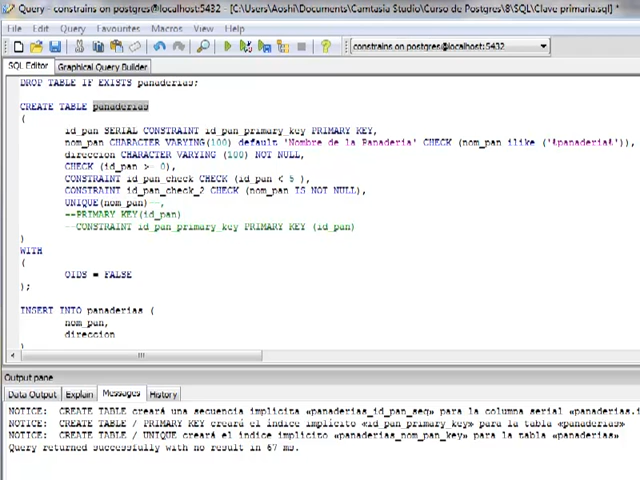 Query - constrains on postgres@localhost:5432 - [C:\Users\Aoshi\Documents\Camtasia Studio\Curso de Postgres\8\SQL\Clave primaria.sql] *
File Edit Query Favourites Macros View Help
constrains on postgres@localhost:5432
SQL Editor Graphical Query Builder
DROP TABLE IF EXISTS panaderias;
CREATE TABLE panaderias
(
id_pan SERIAL CONSTRAINT id_pan_primary_key PRIMARY KEY,
nom_pan CHARACTER VARYING(100) default 'Nombre de la Panaderia' CHECK (nom_pan ilike ('%panaderia%')),
direccion CHARACTER VARYING (100) NOT NULL,
CHECK (id_pan >= 0),
CONSTRAINT id_pan_check CHECK (id_pan < 5 ),
CONSTRAINT id_pan_check_2 CHECK (nom_pan IS NOT NULL),
UNIQUE(nom_pan)--,
--PRIMARY KEY(id_pan)
--CONSTRAINT id_pan_primary_key PRIMARY KEY (id_pan)
)
WITH
(
OIDS = FALSE
);
INSERT INTO panaderias (
nom_pan,
direccion
)
Output pane
Data Output Explain Messages History
NOTICE: CREATE TABLE creará una secuencia implícita «panaderias_id_pan_seq» para la columna serial «panaderias.i
NOTICE: CREATE TABLE / PRIMARY KEY creará el índice implícito «id_pan_primary_key» para la tabla «panaderias»
NOTICE: CREATE TABLE / UNIQUE creará el índice implícito «panaderias_nom_pan_key» para la tabla «panaderias»
Query returned successfully with no result in 67 ms.